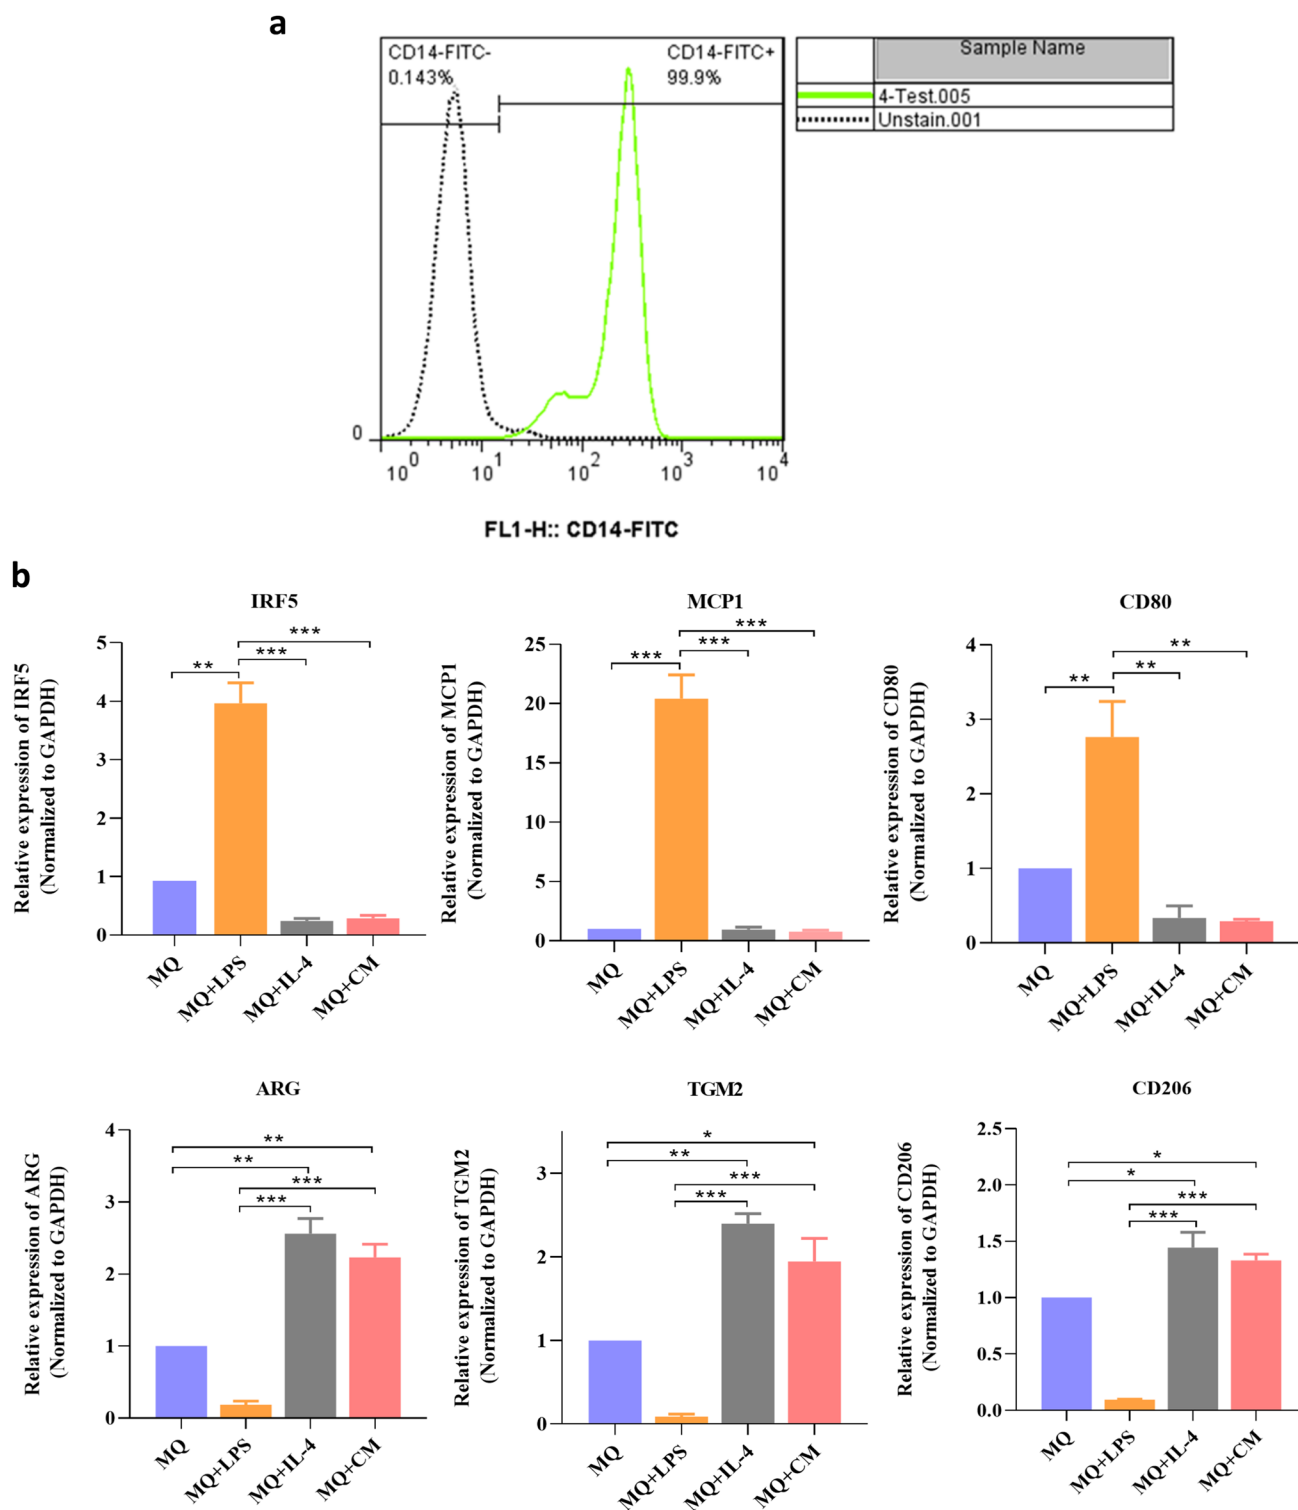 a
CD14-FITC-
0.143%
CD14-FITC+
99.9%
Sample Name
4-Test.005
Unstain.001
0
10^0 10^1 10^2 10^3 10^4
FL1-H:: CD14-FITC
b
IRF5
Relative expression of IRF5
(Normalized to GAPDH)
5
4
3
2
1
0
***
***
**
MQ
MQ+LPS
MQ+IL-4
MQ+CM
MCP1
Relative expression of MCP1
(Normalized to GAPDH)
25
20
15
10
5
0
***
***
***
MQ
MQ+LPS
MQ+IL-4
MQ+CM
CD80
Relative expression of CD80
(Normalized to GAPDH)
4
3
2
1
0
**
**
**
MQ
MQ+LPS
MQ+IL-4
MQ+CM
ARG
Relative expression of ARG
(Normalized to GAPDH)
4
3
2
1
0
**
**
***
***
MQ
MQ+LPS
MQ+IL-4
MQ+CM
TGM2
Relative expression of TGM2
(Normalized to GAPDH)
3
2
1
0
*
**
***
***
MQ
MQ+LPS
MQ+IL-4
MQ+CM
CD206
Relative expression of CD206
(Normalized to GAPDH)
2.5
2.0
1.5
1.0
0.5
0.0
*
*
***
***
MQ
MQ+LPS
MQ+IL-4
MQ+CM